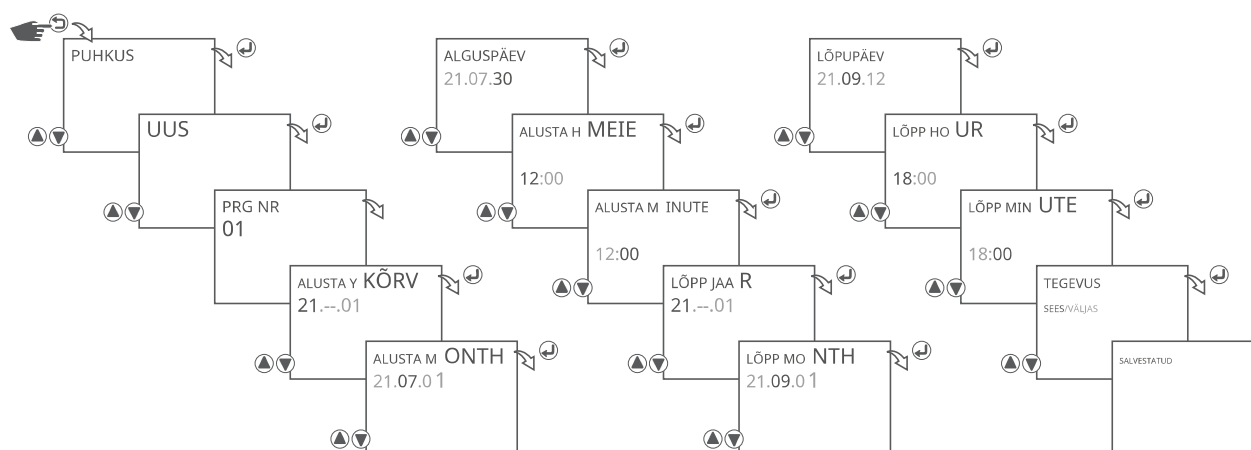 PUHKUS
UUS
PRG NR
01
ALUSTA Y KÕRV
21.--.01
ALUSTA M ONTH
21.07.01
ALGUSPÄEV
21.07.30
ALUSTA H MEIE
12:00
ALUSTA M INUTE
12:00
LÕPP JAA R
21.--.01
LÕPP MO NTH
21.09.01
LÕPUPÄEV
21.09.12
LÕPP HO UR
18:00
LÕPP MIN UTE
18:00
TEGEVUS
SEES/VÄLJAS
SALVESTATUD